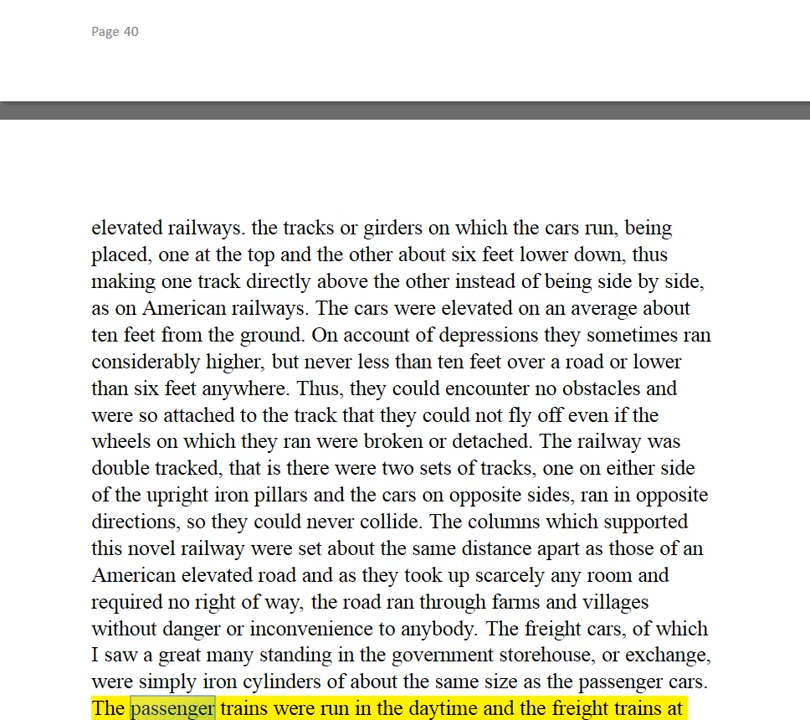 Page 40
elevated railways. the tracks or girders on which the cars run, being
placed, one at the top and the other about six feet lower down, thus
making one track directly above the other instead of being side by side,
as on American railways. The cars were elevated on an average about
ten feet from the ground. On account of depressions they sometimes ran
considerably higher, but never less than ten feet over a road or lower
than six feet anywhere. Thus, they could encounter no obstacles and
were so attached to the track that they could not fly off even if the
wheels on which they ran were broken or detached. The railway was
double tracked, that is there were two sets of tracks, one on either side
of the upright iron pillars and the cars on opposite sides, ran in opposite
directions, so they could never collide. The columns which supported
this novel railway were set about the same distance apart as those of an
American elevated road and as they took up scarcely any room and
required no right of way, the road ran through farms and villages
without danger or inconvenience to anybody. The freight cars, of which
I saw a great many standing in the government storehouse, or exchange,
were simply iron cylinders of about the same size as the passenger cars.
The passenger trains were run in the daytime and the freight trains at